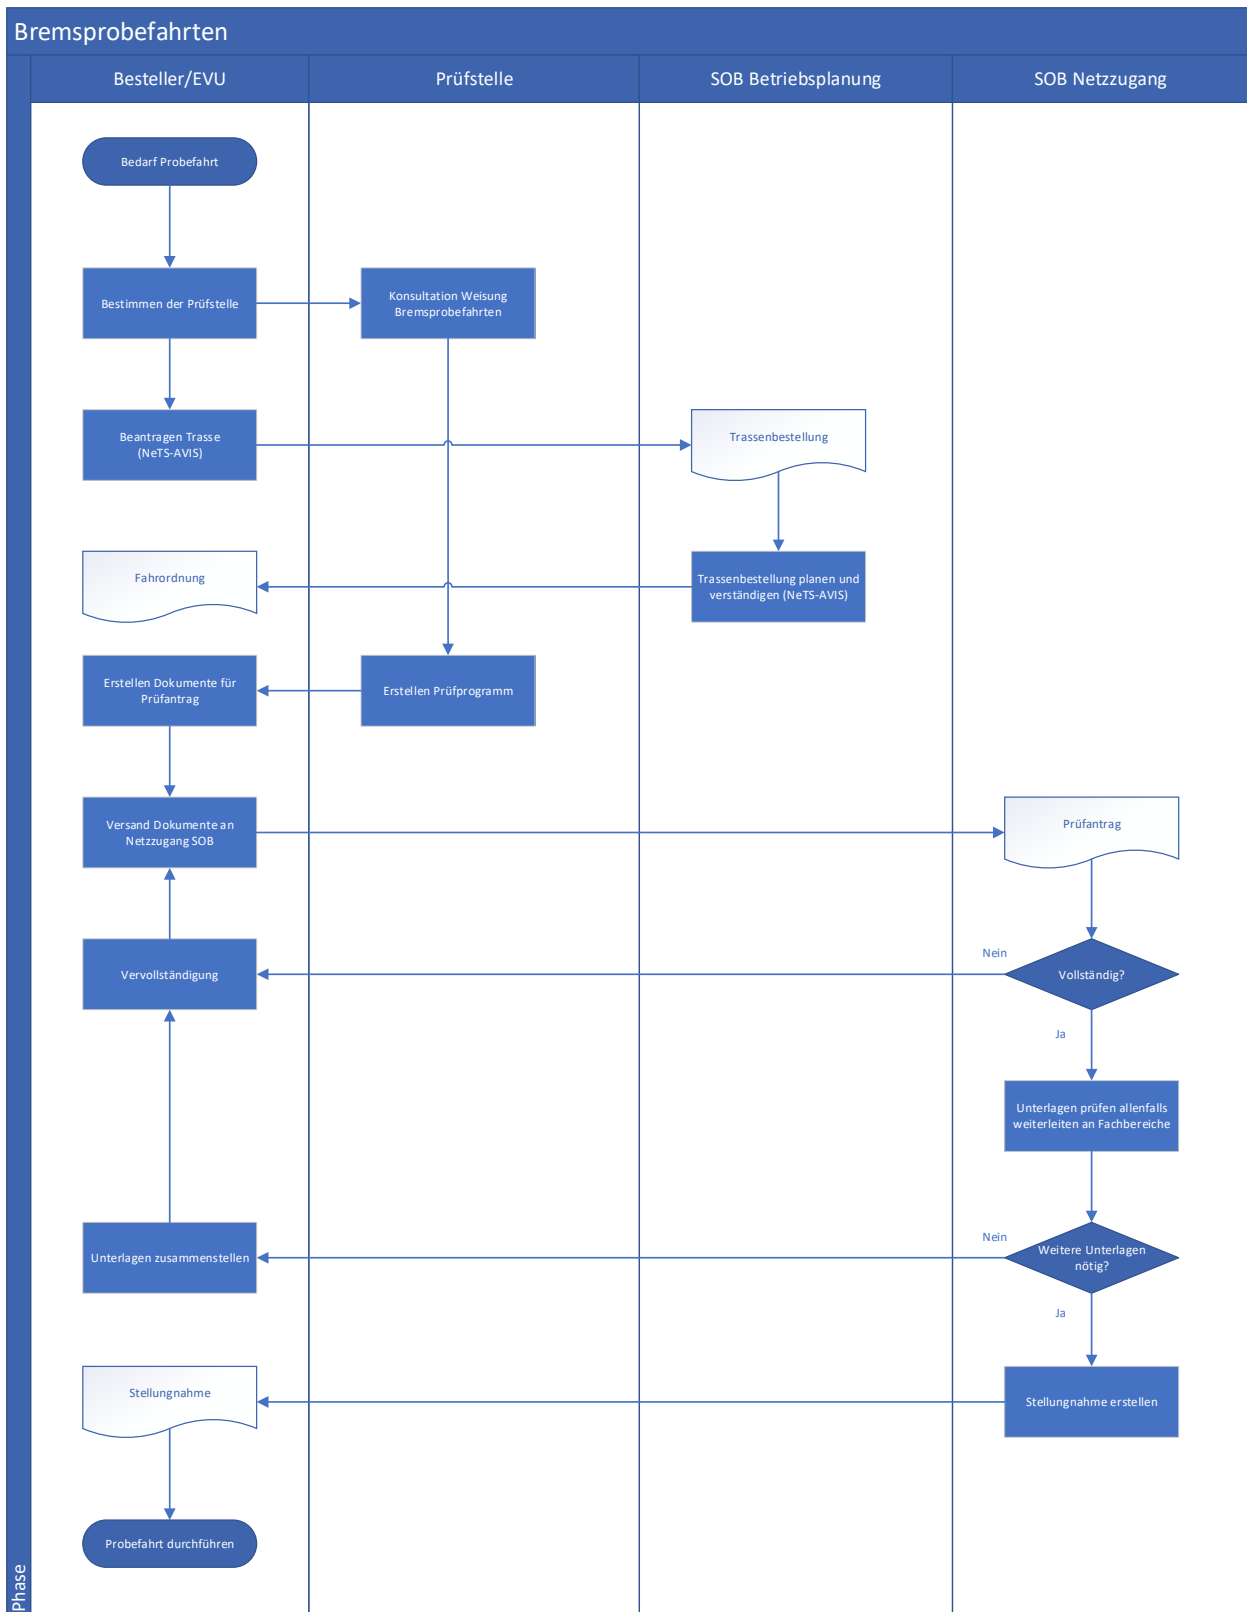 Bremsprobefahrten
Besteller/EVU
Prüfstelle
SOB Betriebsplanung
SOB Netzzugang
Bedarf Probefahrt
Bestimmen der Prüfstelle
Konsultation Weisung
Bremsprobefahrten
Beantragen Trasse
(NeTS-AVIS)
Trassenbestellung
Fahrordnung
Trassenbestellung planen und
verständigen (NeTS-AVIS)
Erstellen Dokumente für
Prüfantrag
Erstellen Prüfprogramm
Versand Dokumente an
Netzzugang SOB
Prüfantrag
Vervollständigung
Nein
Vollständig?
Ja
Unterlagen prüfen allenfalls
weiterleiten an Fachbereiche
Unterlagen zusammenstellen
Nein
Weitere Unterlagen
nötig?
Ja
Stellungnahme
Stellungnahme erstellen
Probefahrt durchführen
Phase